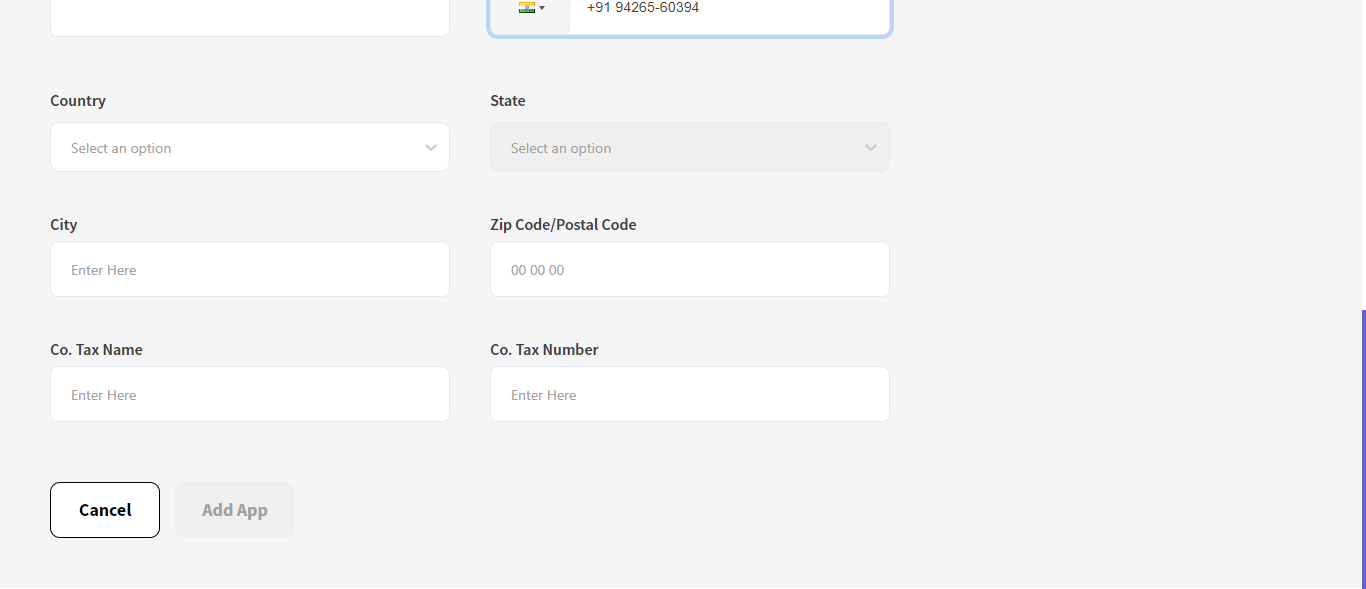 +91 94265-60394
Country
State
Select an option
Select an option
City
Zip Code/Postal Code
Enter Here
00 00 00
Co. Tax Name
Co. Tax Number
Enter Here
Enter Here
Cancel
Add App